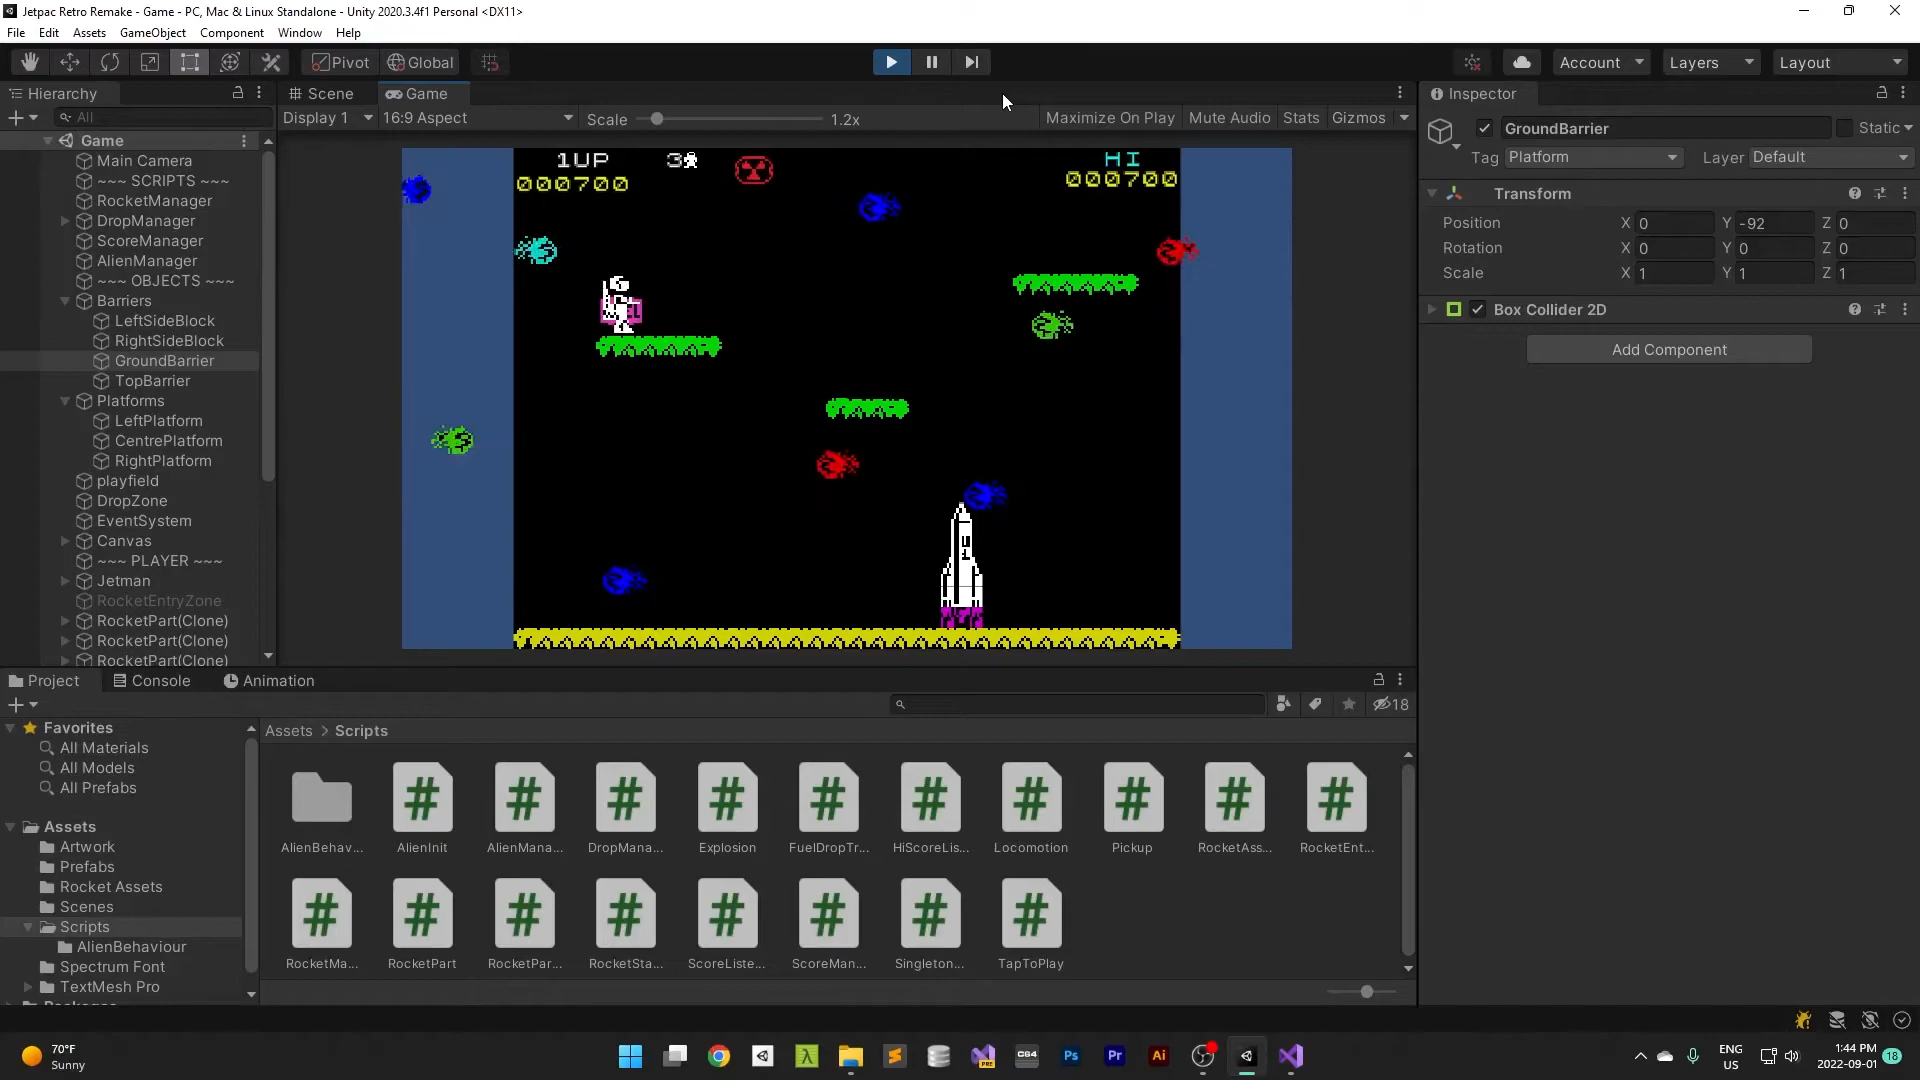 Jetpac Retro Remake - Game - PC, Mac & Linux Standalone - Unity 2020.3.4f1 Personal <DX11>
File Edit Assets GameObject Component Window Help
Pivot Global Account Layers Layout
Hierarchy
All
Game
Main Camera
~~~ SCRIPTS ~~~
RocketManager
DropManager
ScoreManager
AlienManager
~~~ OBJECTS ~~~
Barriers
LeftSideBlock
RightSideBlock
GroundBarrier
TopBarrier
Platforms
LeftPlatform
CentrePlatform
RightPlatform
playfield
DropZone
EventSystem
Canvas
~~~ PLAYER ~~~
Jetman
RocketEntryZone
RocketPart(Clone)
RocketPart(Clone)
RocketPart(Clone)
Scene Game
Display 1 16:9 Aspect Scale 1.2x Maximize On Play Mute Audio Stats Gizmos
1UP 3 HI
000700 000700
Inspector
GroundBarrier Static
Tag Platform Layer Default
Transform
Position X 0 Y -92 Z 0
Rotation X 0 Y 0 Z 0
Scale X 1 Y 1 Z 1
Box Collider 2D
Add Component
Project Console Animation
18
Favorites
All Materials
All Models
All Prefabs
Assets
Artwork
Prefabs
Rocket Assets
Scenes
Scripts
AlienBehaviour
Spectrum Font
TextMesh Pro
Assets > Scripts
AlienBehav... AlienInit AlienMana... DropMana... Explosion FuelDropTr... HiScoreLis... Locomotion Pickup RocketAss... RocketEnt...
RocketMa... RocketPart RocketPar... RocketSta... ScoreListe... ScoreMan... Singleton... TapToPlay
70°F
Sunny
PRE
C64
Ps
Pr
Ai
ENG
US
1:44 PM
2022-09-01
18